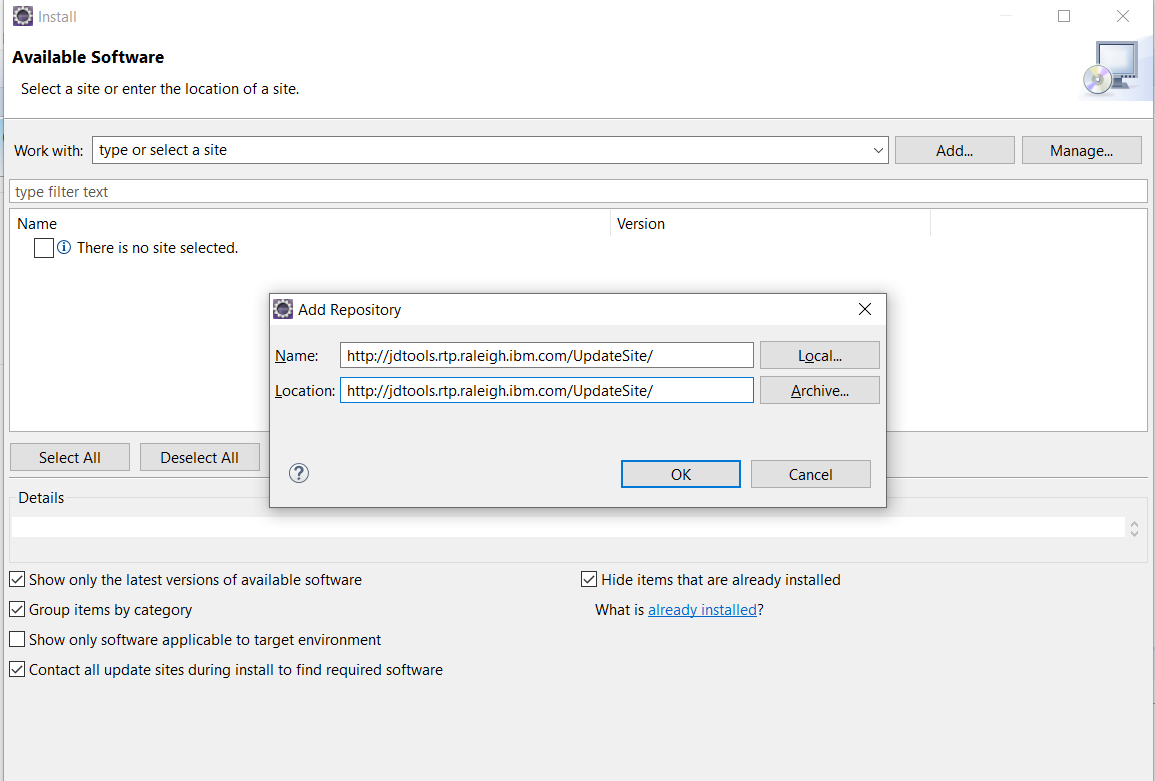 Install
Available Software
Select a site or enter the location of a site.
Work with: type or select a site Add... Manage...
type filter text
Name Version
There is no site selected.
Add Repository
Name: http://jdtools.rtp.raleigh.ibm.com/UpdateSite/ Local...
Location: http://jdtools.rtp.raleigh.ibm.com/UpdateSite/ Archive...
Select All Deselect All
? OK Cancel
Details
Show only the latest versions of available software Hide items that are already installed
Group items by category What is already installed?
Show only software applicable to target environment
Contact all update sites during install to find required software